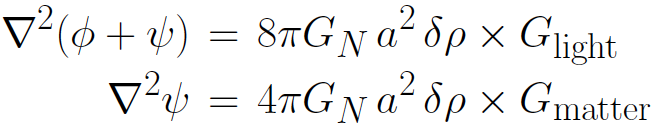 ∇²(ϕ + ψ) = 8πG_N a² δρ × G_light
∇²ψ = 4πG_N a² δρ × G_matter